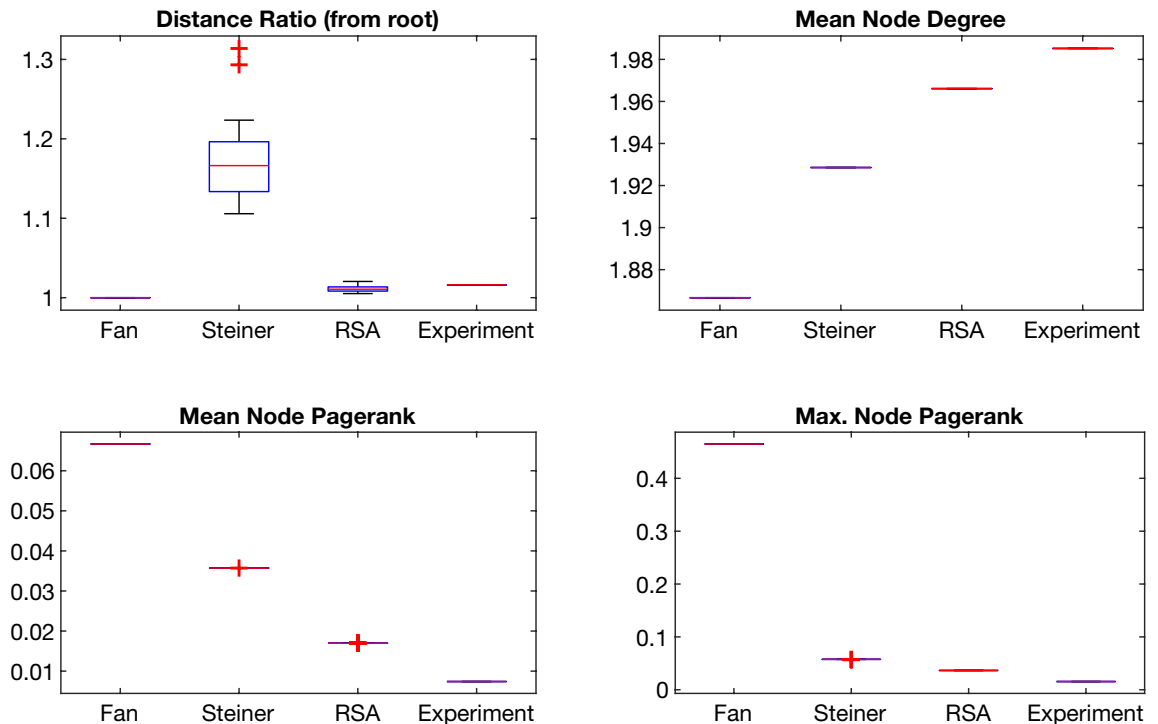 Distance Ratio (from root)
1.3
1.2
1.1
1
Fan Steiner RSA Experiment
Mean Node Degree
1.98
1.96
1.94
1.92
1.9
1.88
Fan Steiner RSA Experiment
Mean Node Pagerank
0.06
0.05
0.04
0.03
0.02
0.01
Fan Steiner RSA Experiment
Max. Node Pagerank
0.4
0.3
0.2
0.1
0
Fan Steiner RSA Experiment